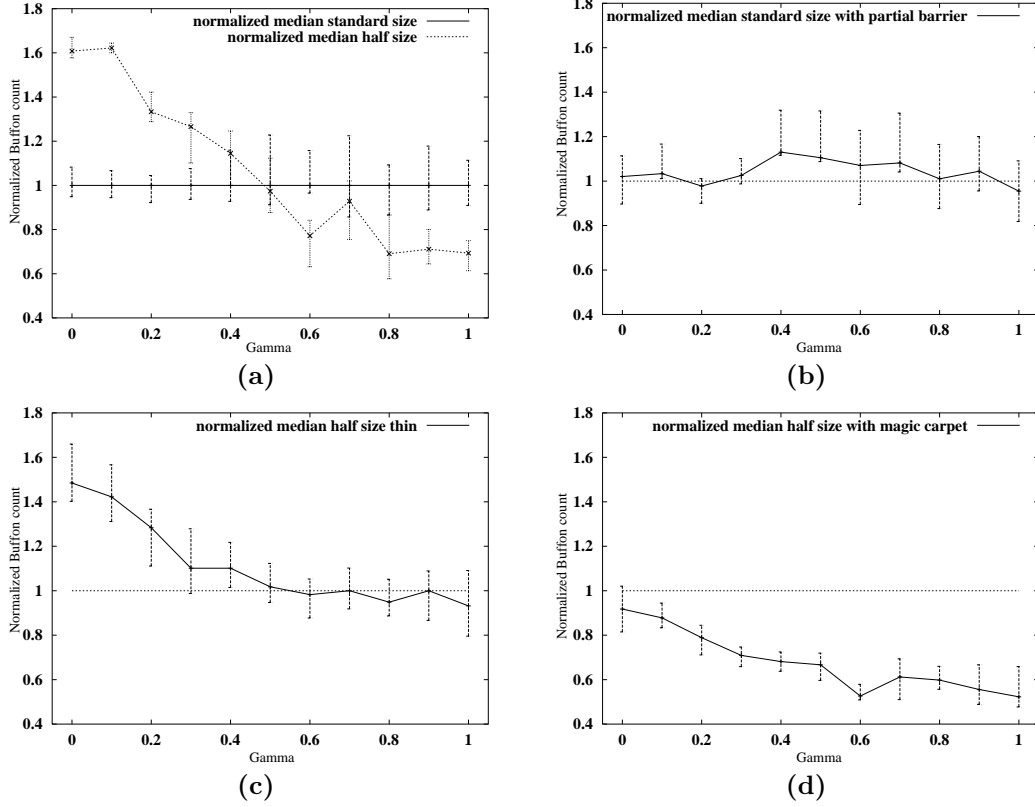 normalized median standard size
normalized median half size
Normalized Buffon count
1.8
1.6
1.4
1.2
1
0.8
0.6
0.4
0 0.2 0.4 0.6 0.8 1
Gamma
(a)
normalized median standard size with partial barrier
Normalized Buffon count
1.8
1.6
1.4
1.2
1
0.8
0.6
0.4
0 0.2 0.4 0.6 0.8 1
Gamma
(b)
normalized median half size thin
Normalized Buffon count
1.8
1.6
1.4
1.2
1
0.8
0.6
0.4
0 0.2 0.4 0.6 0.8 1
Gamma
(c)
normalized median half size with magic carpet
Normalized Buffon count
1.8
1.6
1.4
1.2
1
0.8
0.6
0.4
0 0.2 0.4 0.6 0.8 1
Gamma
(d)